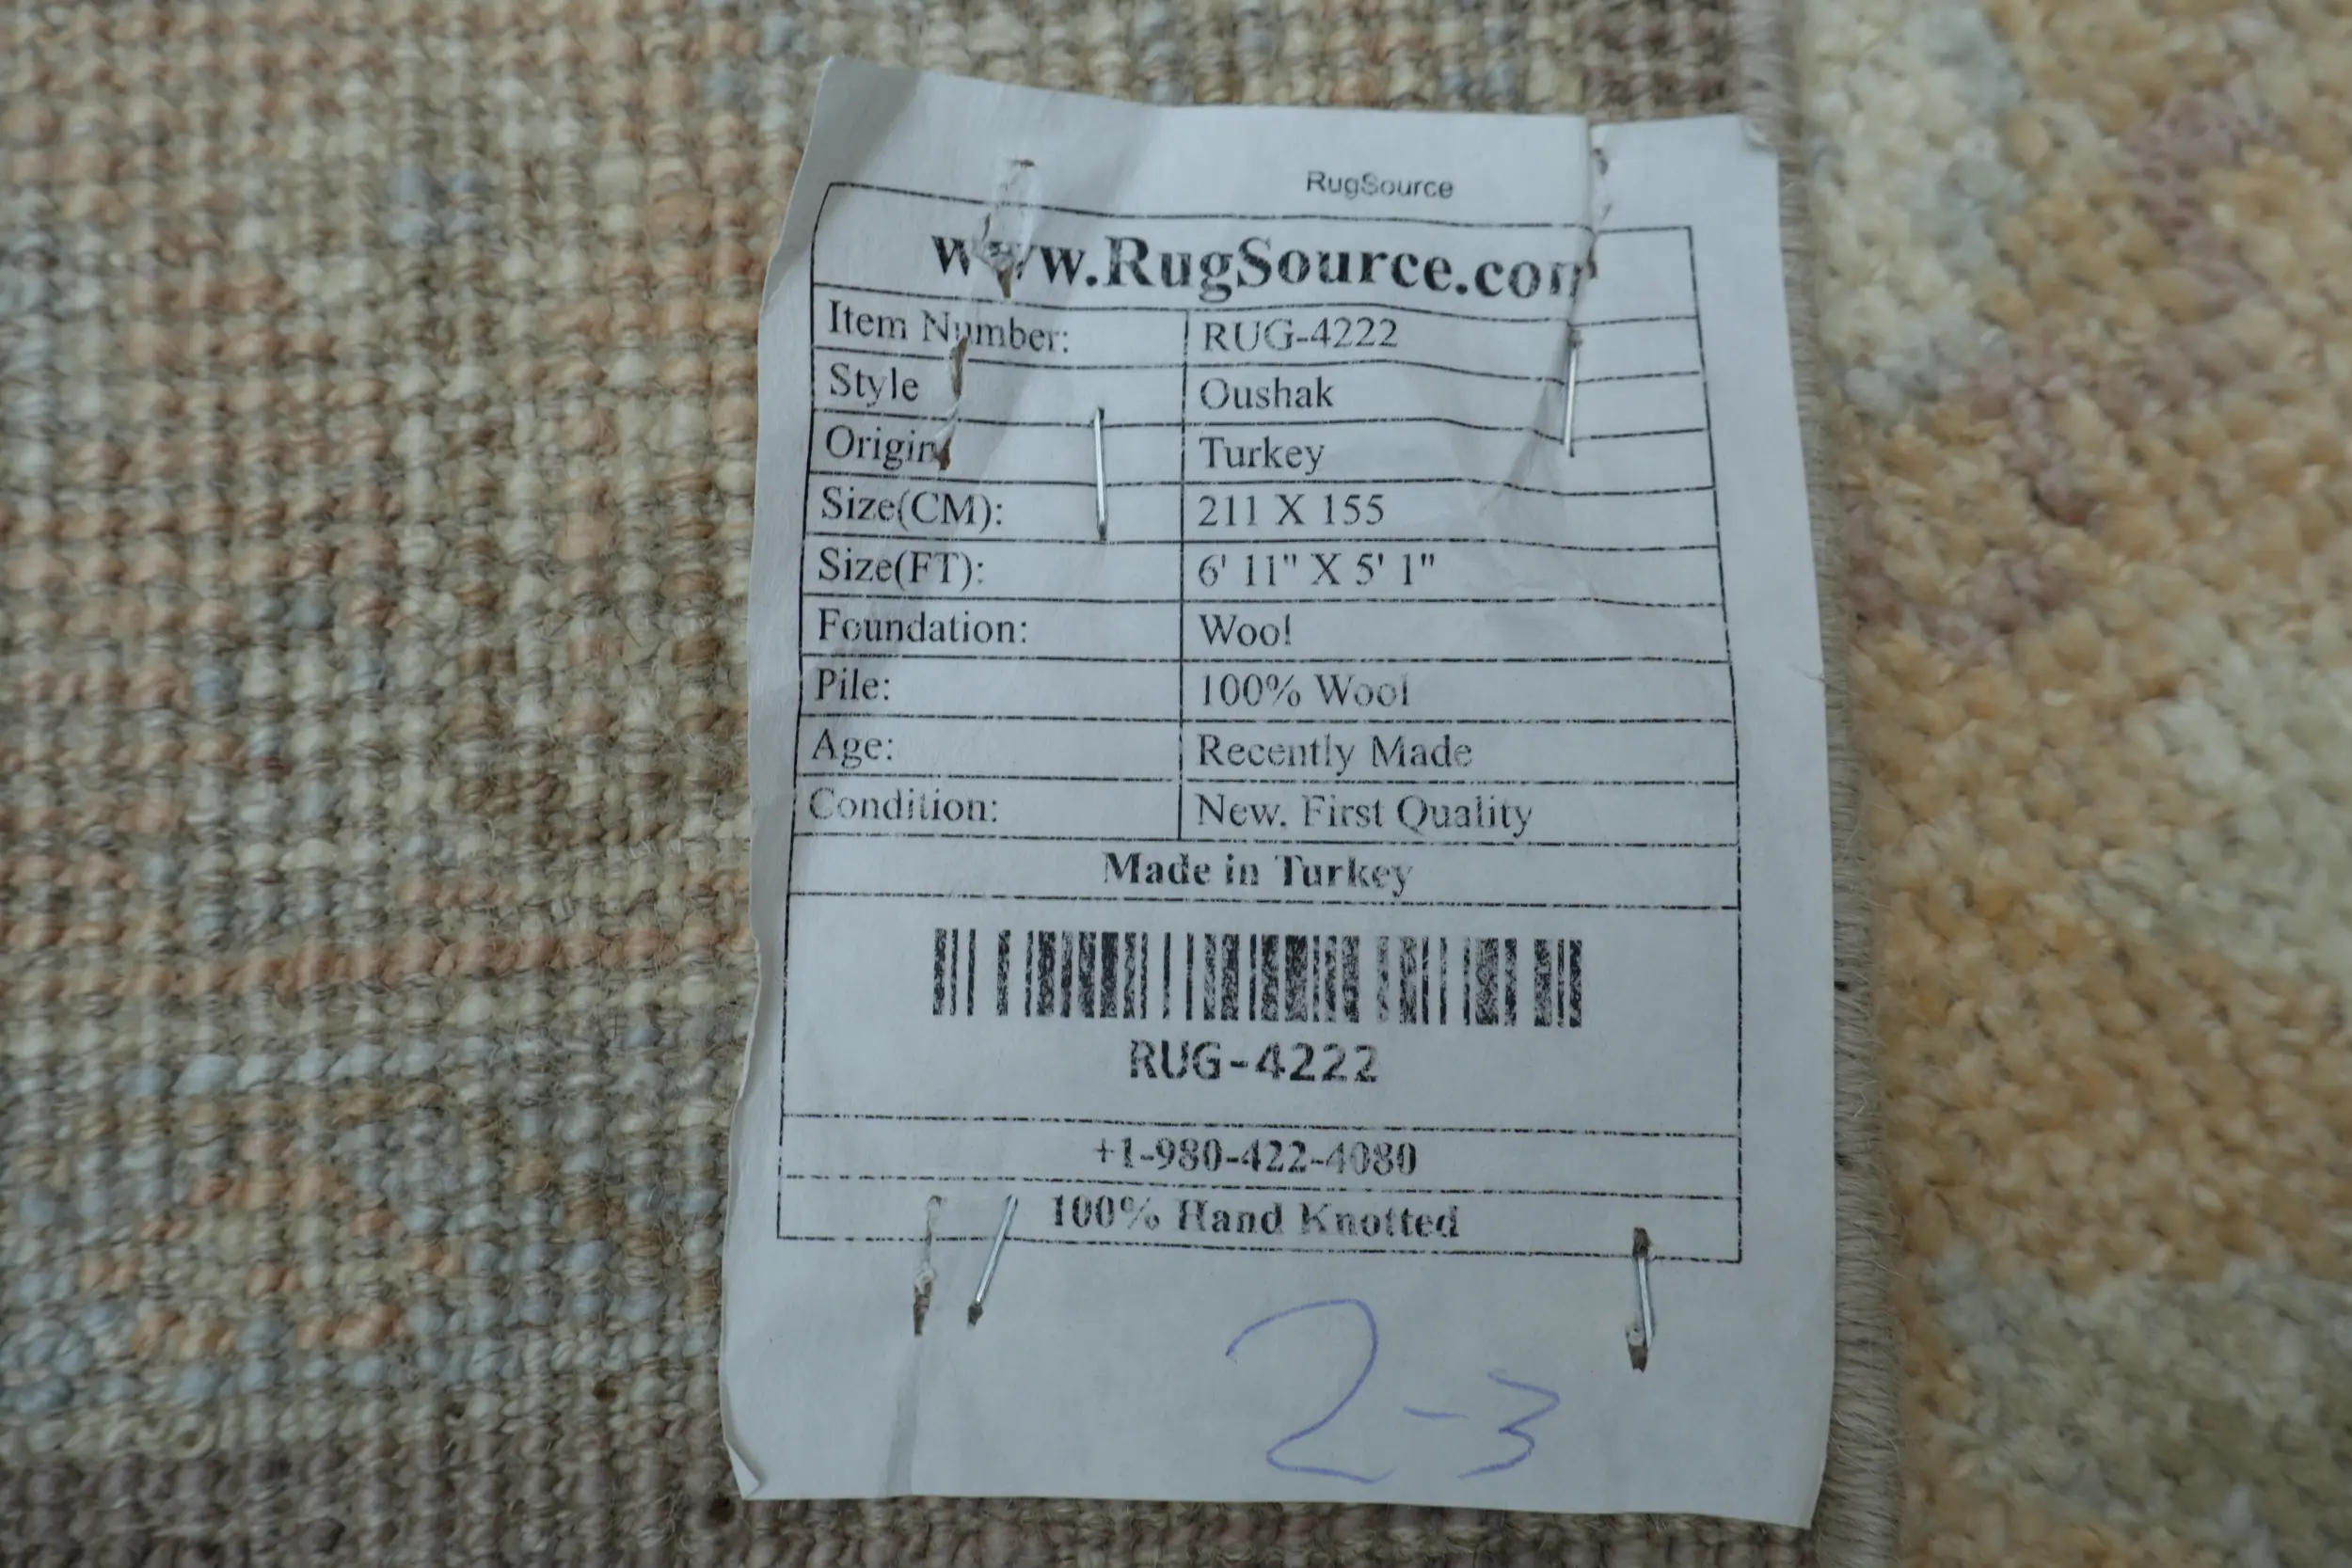 RugSource
www.RugSource.com
Item Number: RUG-4222
Style Oushak
Origin Turkey
Size(CM): 211 X 155
Size(FT): 6' 11" X 5' 1"
Foundation: Wool
Pile: 100% Wool
Age: Recently Made
Condition: New, First Quality
Made in Turkey
RUG-4222
+1-980-422-4080
100% Hand Knotted
2-3